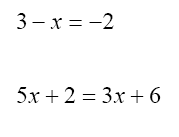 3 − x = −2
5x + 2 = 3x + 6